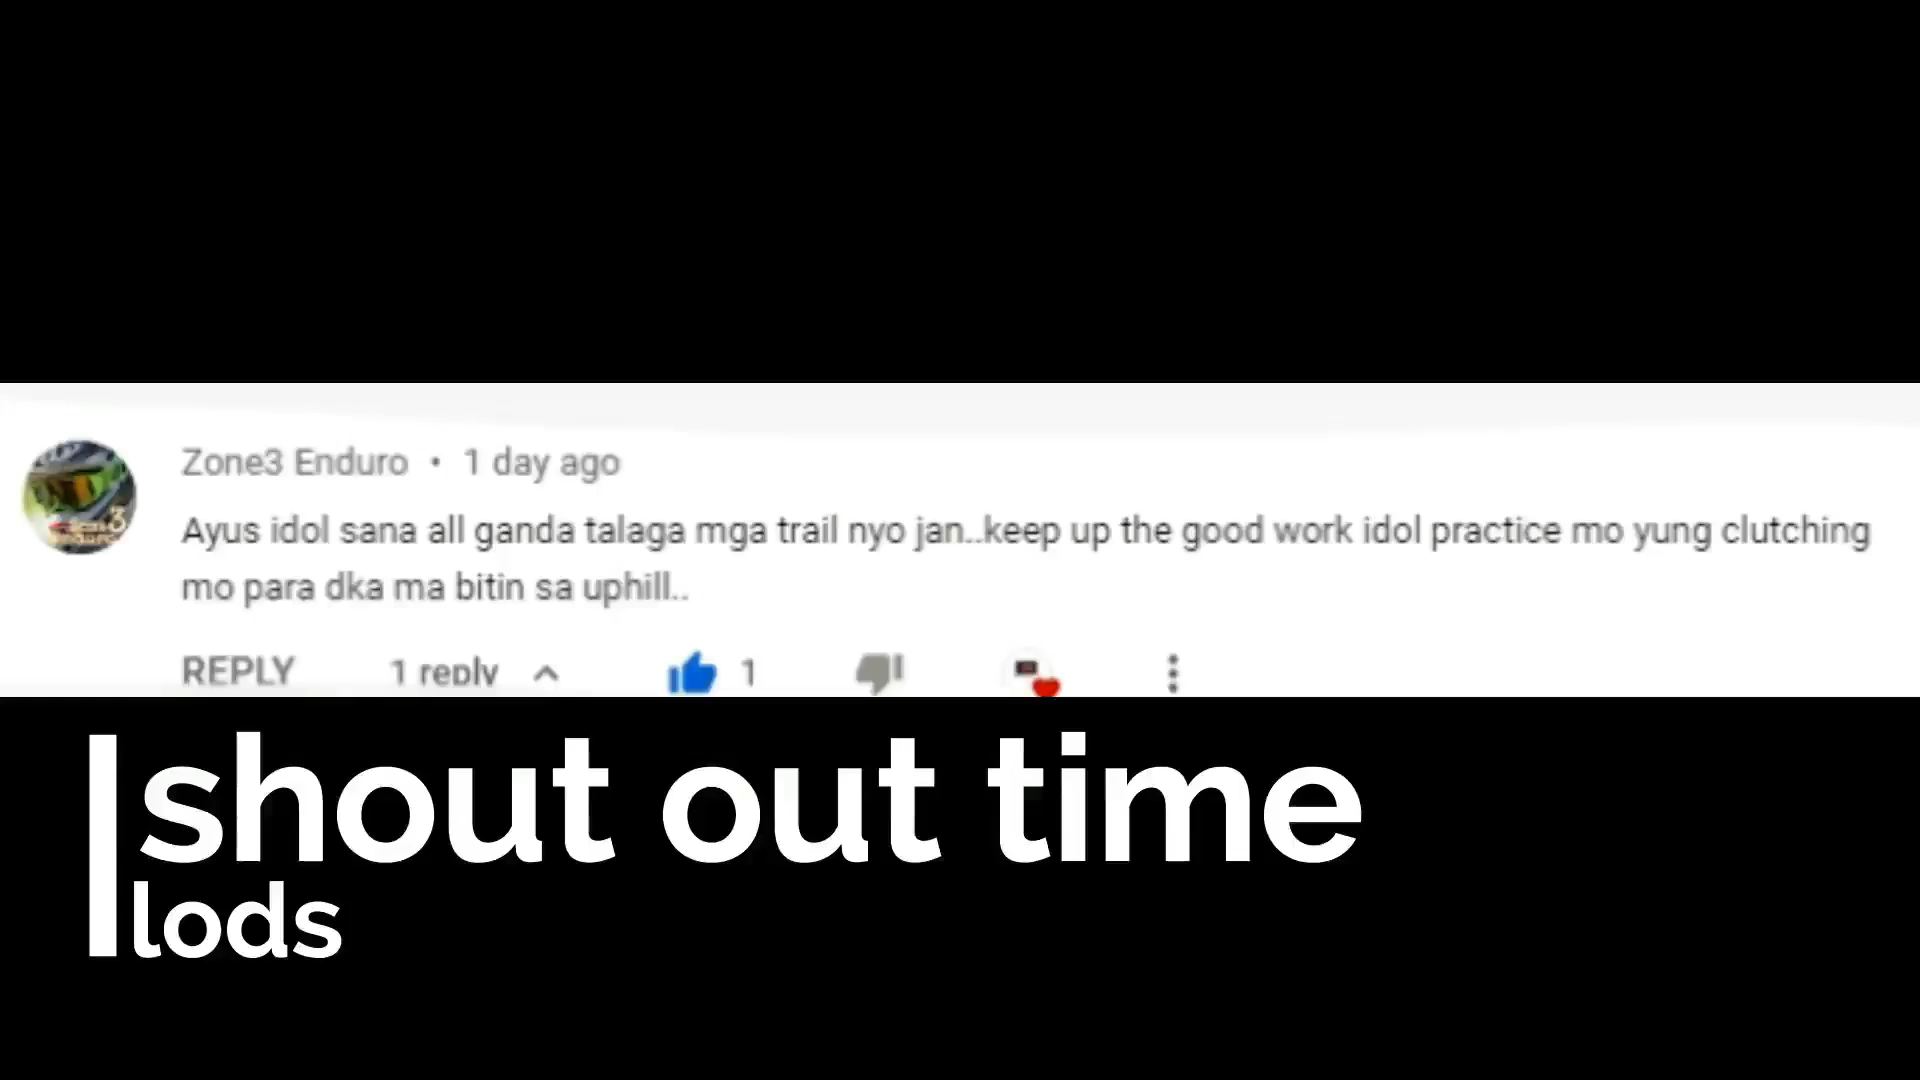 Zone3 Enduro • 1 day ago
Ayus idol sana all ganda talaga mga trail nyo jan..keep up the good work idol practice mo yung clutching
mo para dka ma bitin sa uphill..
REPLY 1 reply 1
shout out time
lods